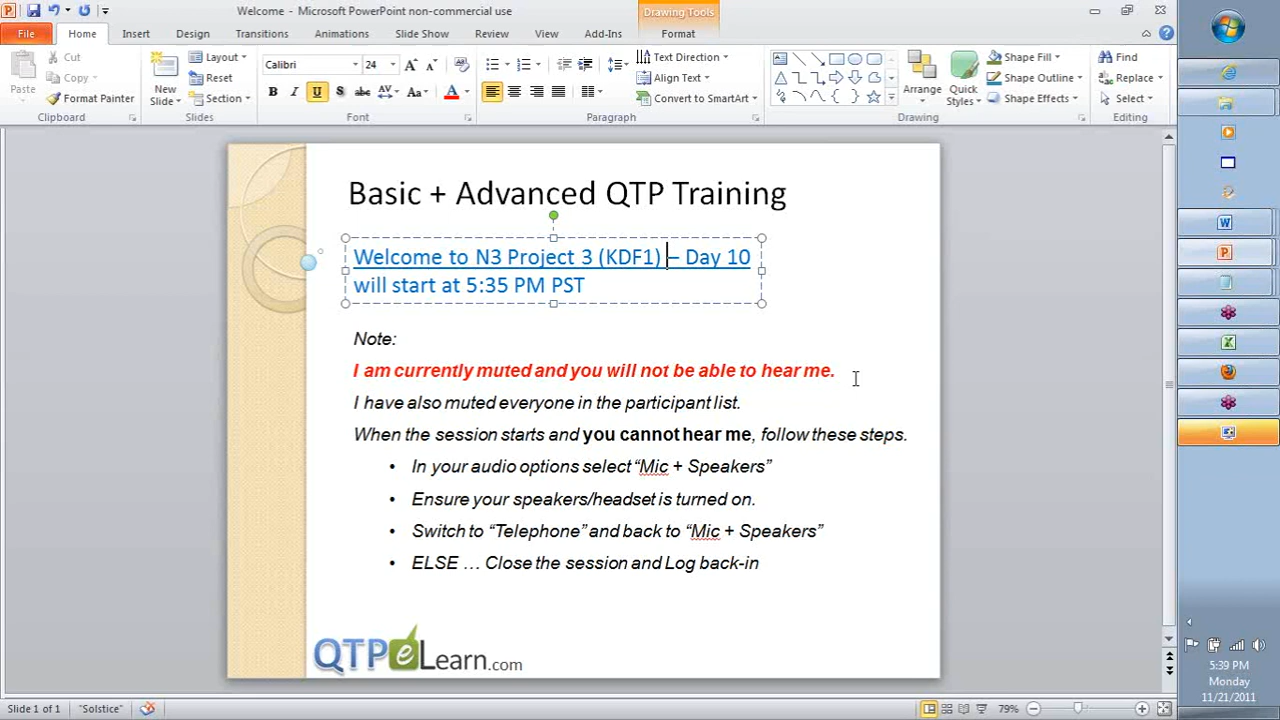 Welcome - Microsoft PowerPoint non-commercial use
Drawing Tools
File Home Insert Design Transitions Animations Slide Show Review View Add-Ins Format
Paste
Cut
Copy
Format Painter
Clipboard
New Slide
Layout
Reset
Section
Slides
Calibri 24
B I U S abc AV Aa A
Font
Text Direction
Align Text
Convert to SmartArt
Paragraph
Arrange
Quick Styles
Shape Fill
Shape Outline
Shape Effects
Drawing
Find
Replace
Select
Editing
Basic + Advanced QTP Training
Welcome to N3 Project 3 (KDF1) – Day 10
will start at 5:35 PM PST
Note:
I am currently muted and you will not be able to hear me.
I have also muted everyone in the participant list.
When the session starts and you cannot hear me, follow these steps.
• In your audio options select “Mic + Speakers”
• Ensure your speakers/headset is turned on.
• Switch to “Telephone” and back to “Mic + Speakers”
• ELSE … Close the session and Log back-in
QTPeLearn.com
Slide 1 of 1 "Solstice" 79%
5:39 PM
Monday
11/21/2011